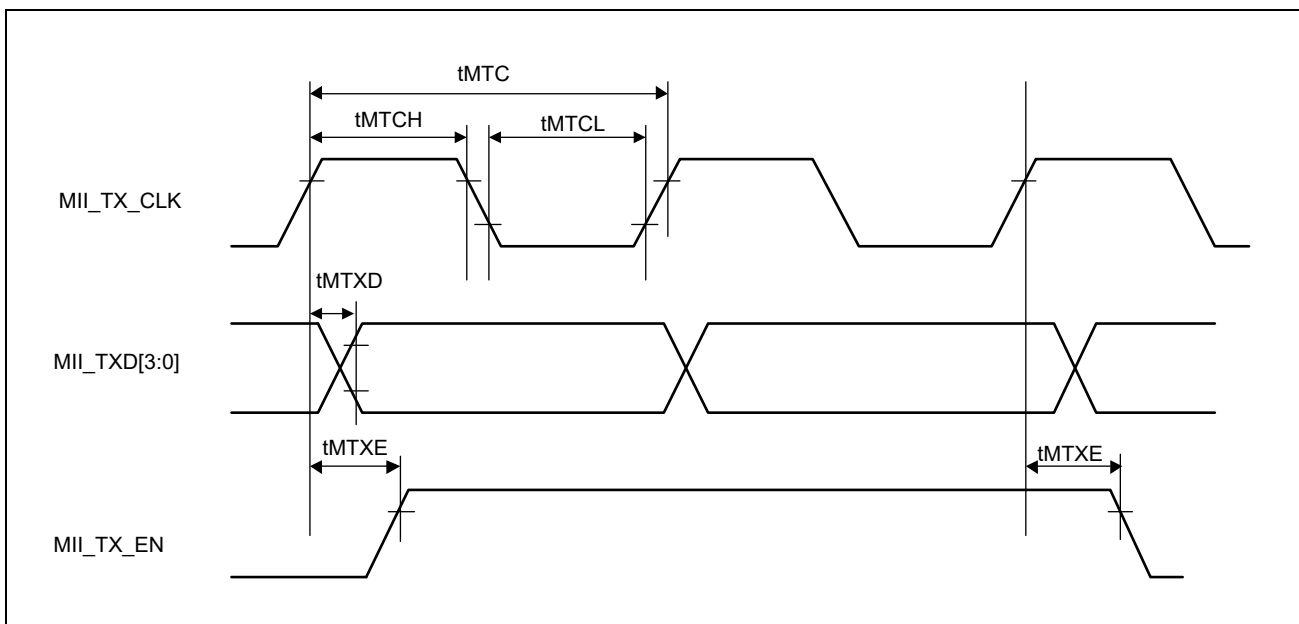 tMTC
tMTCH
tMTCL
MII_TX_CLK
tMTXD
MII_TXD[3:0]
tMTXE
tMTXE
MII_TX_EN